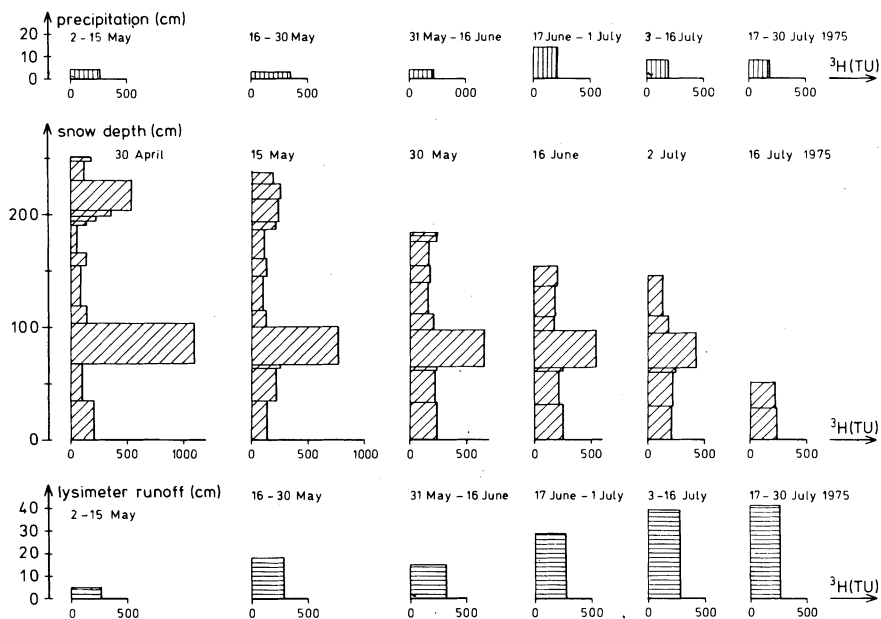 precipitation (cm)
2-15 May 16-30 May 31 May-16 June 17 June-1 July 3-16 July 17-30 July 1975
20
10
0
³H(TU)
0 500 0 500 0 000 0 500 0 500 0 500
snow depth (cm)
30 April 15 May 30 May 16 June 2 July 16 July 1975
200
100
0
³H(TU)
0 500 1000 0 500 1000 0 500 0 500 0 500 0 500
lysimeter runoff (cm)
2-15 May 16-30 May 31 May-16 June 17 June-1 July 3-16 July 17-30 July 1975
40
30
20
10
0
³H(TU)
0 500 0 500 0 500 0 500 0 500 0 500